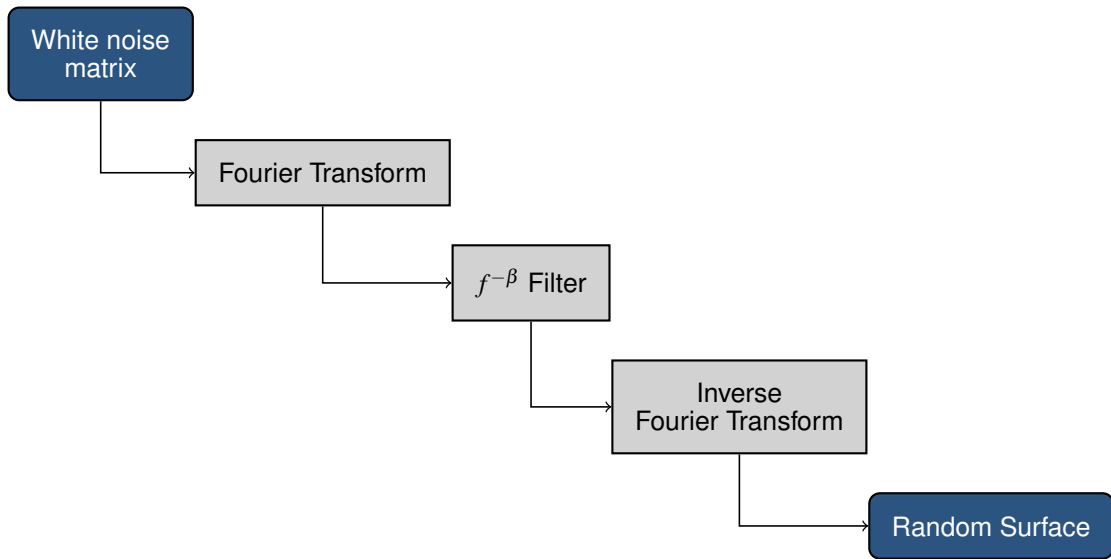 White noise
matrix
Fourier Transform
f^{-β} Filter
Inverse
Fourier Transform
Random Surface